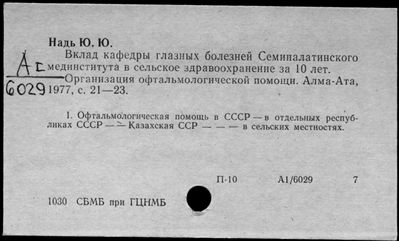 Надь Ю. Ю.
Вклад кафедры глазных болезней Семипалатинского
мединститута в сельское здравоохранение за 10 лет.
—Организация офтальмологической помощи. Алма-Ата,
1977, с. 21—23.
А I
6029
1. Офтальмологическая помощь в СССР — в отдельных респуб-
ликах СССР — — Казахская ССР — — — в сельских местностях.
П-10 А1/6029 7
1030 СБМБ при ГЦНМБ